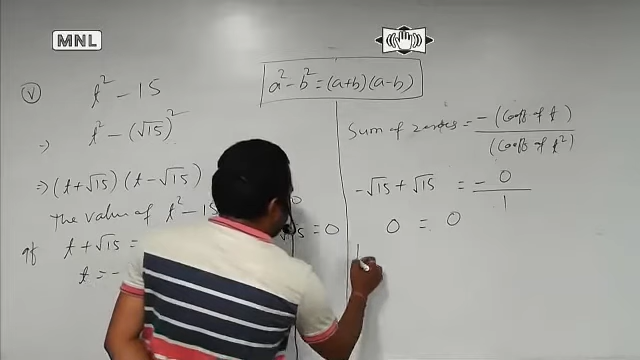 MNL
a² - b² = (a+b)(a-b)
(v) t² - 15
⇒ t² - (√15)²
⇒ (t + √15) (t - √15)
The value of t² - 15
if t + √15 =
t = -
√15 = 0
Sum of zeroes = - (Coeff of t) / (Coeff of t²)
- √15 + √15 = - 0 / 1
0 = 0